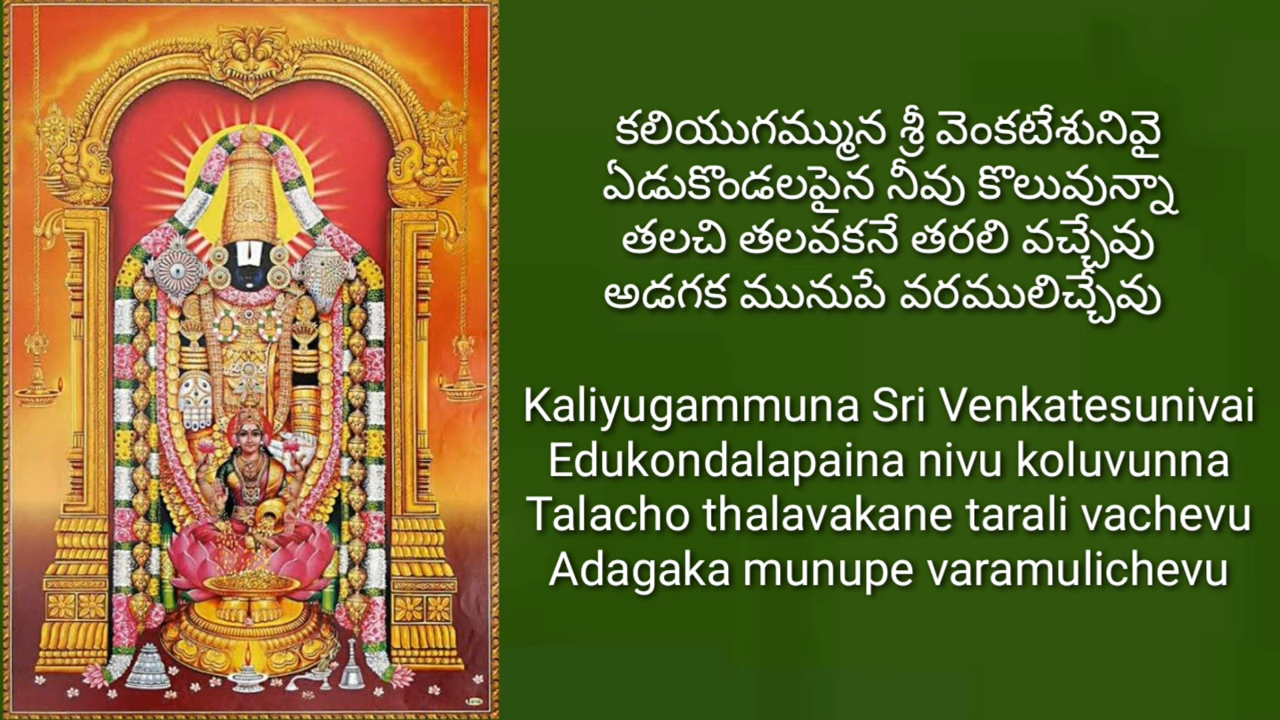 కలియుగమ్మున శ్రీ వెంకటేశునివై
ఏడుకొండలపైన నీవు కొలువున్నా
తలచి తలవకనే తరలి వచ్చేవు
అడగక మునుపే వరములిచ్చేవు
Kaliyugammuna Sri Venkatesunivai
Edukondalapaina nivu koluvunna
Talacho thalavakane tarali vachevu
Adagaka munupe varamulichevu